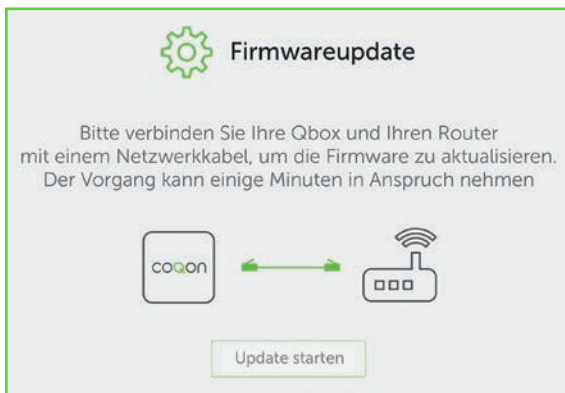 Firmwareupdate
Bitte verbinden Sie Ihre Qbox und Ihren Router
mit einem Netzwerkkabel, um die Firmware zu aktualisieren.
Der Vorgang kann einige Minuten in Anspruch nehmen
coQon
Update starten